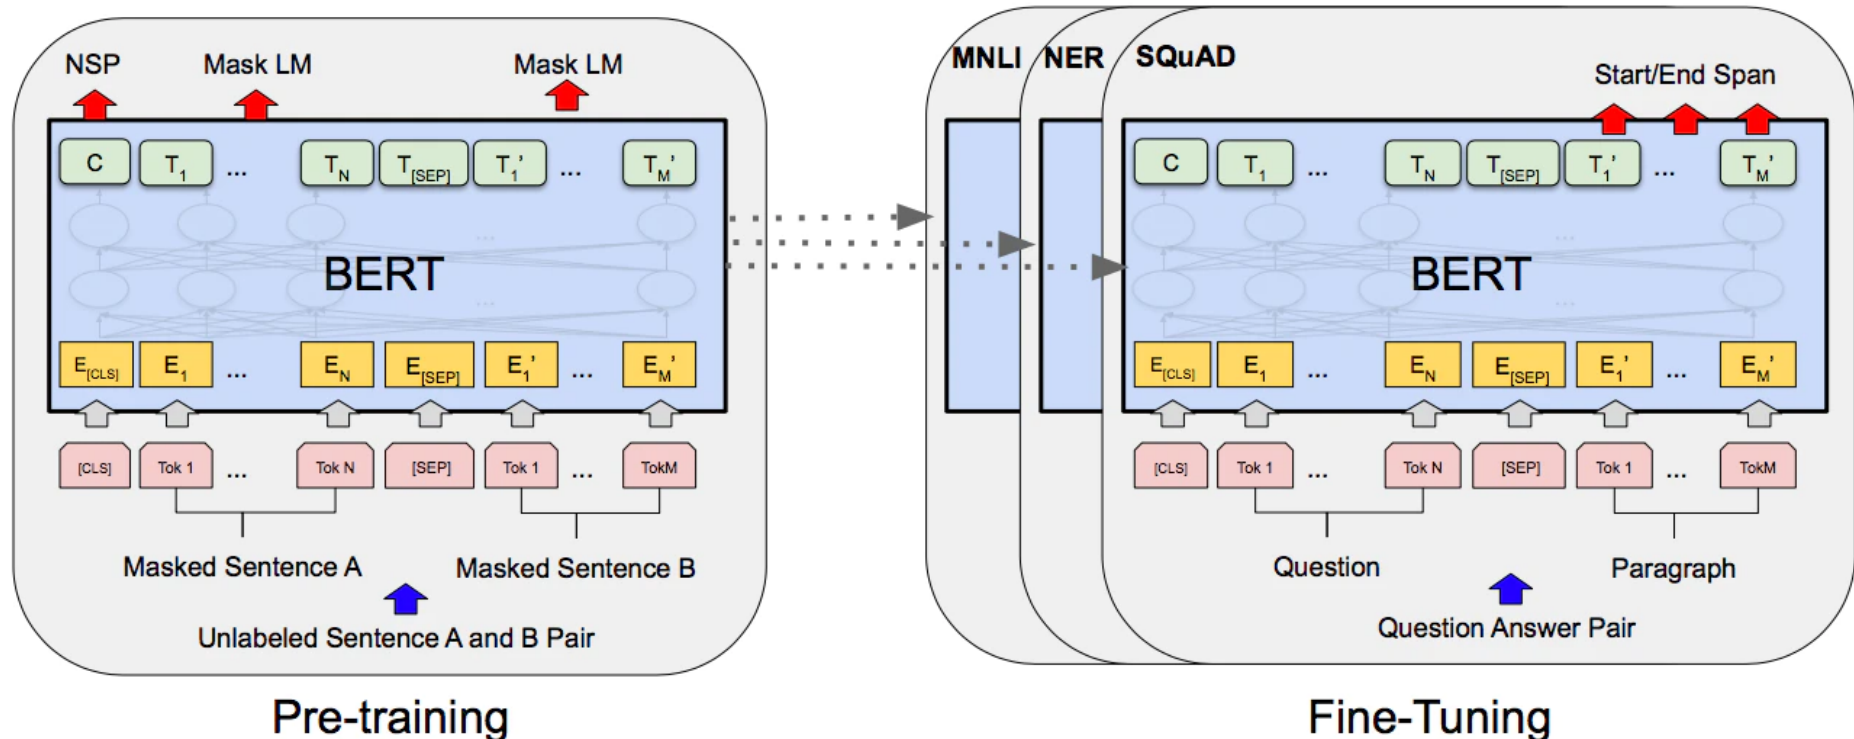 NSP Mask LM Mask LM
C T1 ... TN T[SEP] T1' ... TM'
...
BERT
...
E[CLS] E1 ... EN E[SEP] E1' ... EM'
[CLS] Tok 1 ... Tok N [SEP] Tok 1 ... TokM
Masked Sentence A Masked Sentence B
Unlabeled Sentence A and B Pair
Pre-training
MNLI NER SQuAD
Start/End Span
C T1 ... TN T[SEP] T1' ... TM'
...
BERT
...
E[CLS] E1 ... EN E[SEP] E1' ... EM'
[CLS] Tok 1 ... Tok N [SEP] Tok 1 ... TokM
Question Paragraph
Question Answer Pair
Fine-Tuning